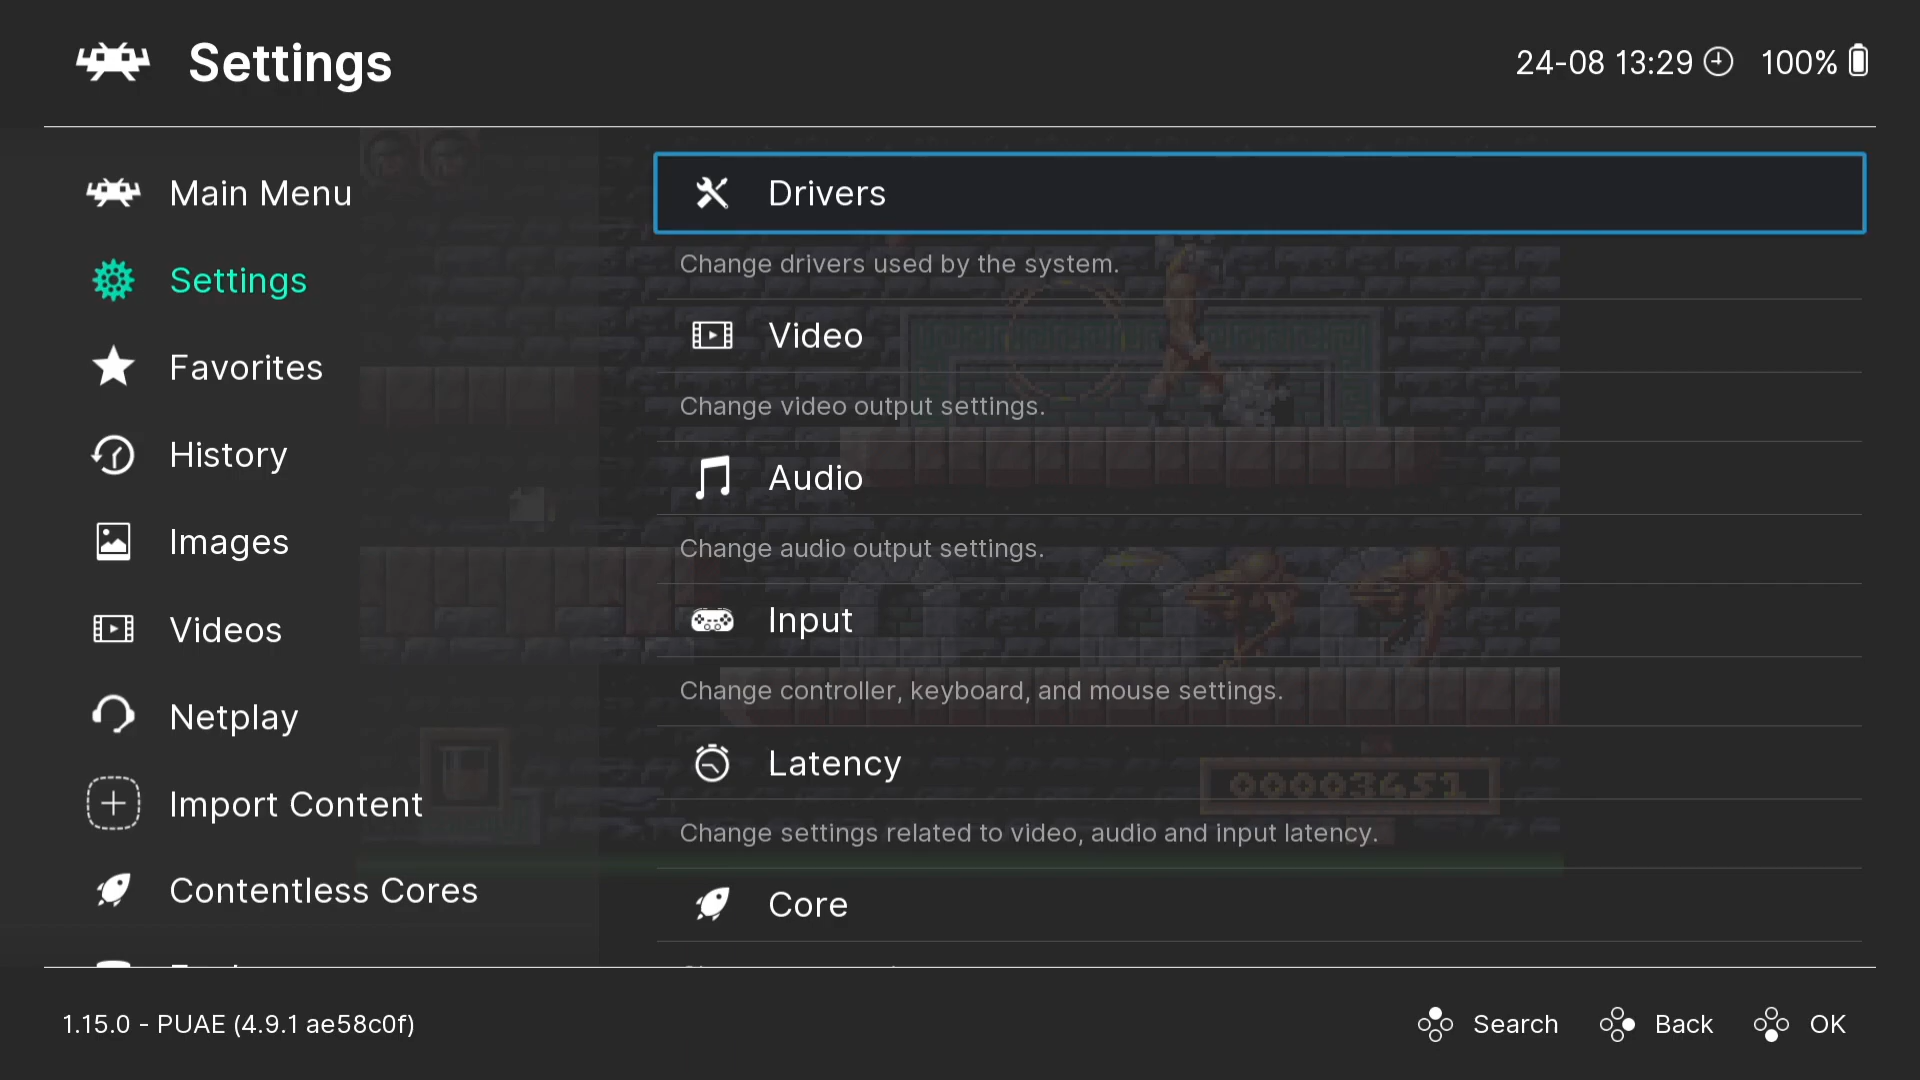 Settings
24-08 13:29 100%
Main Menu
Settings
Favorites
History
Images
Videos
Netplay
Import Content
Contentless Cores
Drivers
Change drivers used by the system.
Video
Change video output settings.
Audio
Change audio output settings.
Input
Change controller, keyboard, and mouse settings.
Latency
00003651
Change settings related to video, audio and input latency.
Core
1.15.0 - PUAE (4.9.1 ae58c0f)
Search Back OK